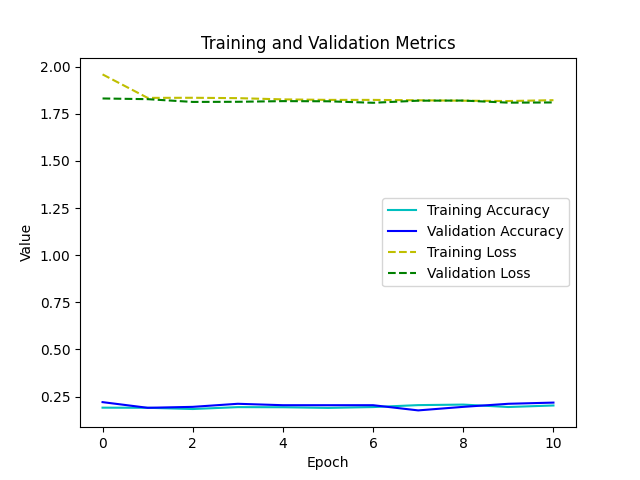 Training and Validation Metrics
2.00
1.75
1.50
1.25
1.00
0.75
0.50
0.25
Value
Training Accuracy
Validation Accuracy
Training Loss
Validation Loss
0 2 4 6 8 10
Epoch